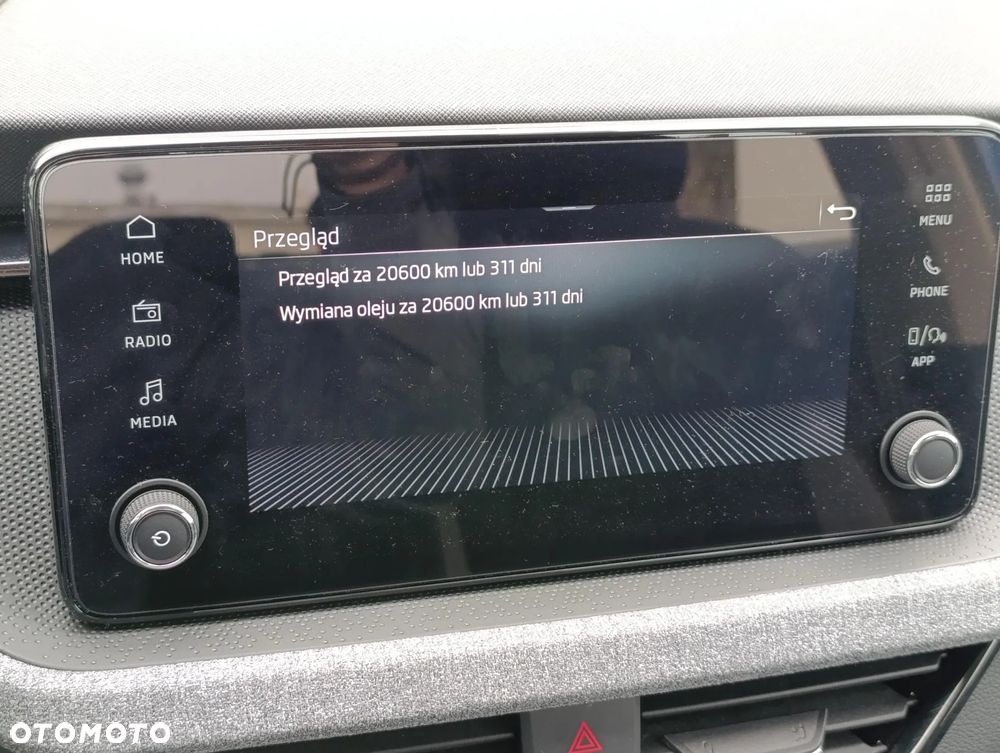 Przegląd
Przegląd za 20600 km lub 311 dni
Wymiana oleju za 20600 km lub 311 dni
HOME
RADIO
MEDIA
MENU
PHONE
APP
OTOMOTO